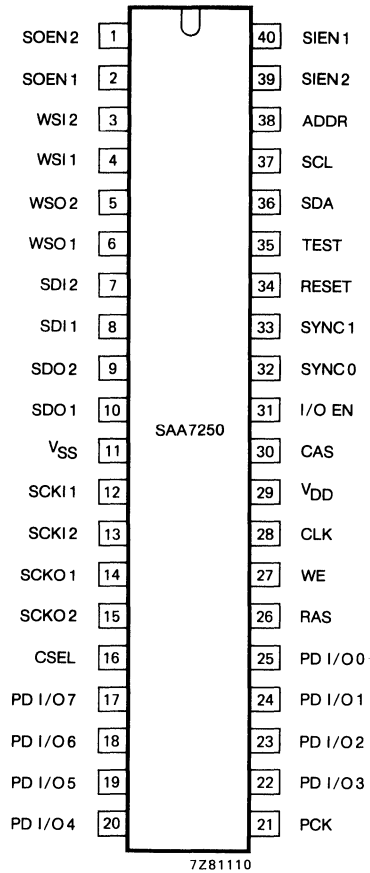 SOEN2 1 40 SIEN1
SOEN1 2 39 SIEN2
WSI2 3 38 ADDR
WSI1 4 37 SCL
WSO2 5 36 SDA
WSO1 6 35 TEST
SDI2 7 34 RESET
SDI1 8 33 SYNC1
SDO2 9 32 SYNC0
SDO1 10 31 I/O EN
SAA7250
VSS 11 30 CAS
SCKI1 12 29 VDD
SCKI2 13 28 CLK
SCKO1 14 27 WE
SCKO2 15 26 RAS
CSEL 16 25 PD I/O0
PD I/O7 17 24 PD I/O1
PD I/O6 18 23 PD I/O2
PD I/O5 19 22 PD I/O3
PD I/O4 20 21 PCK
7Z81110